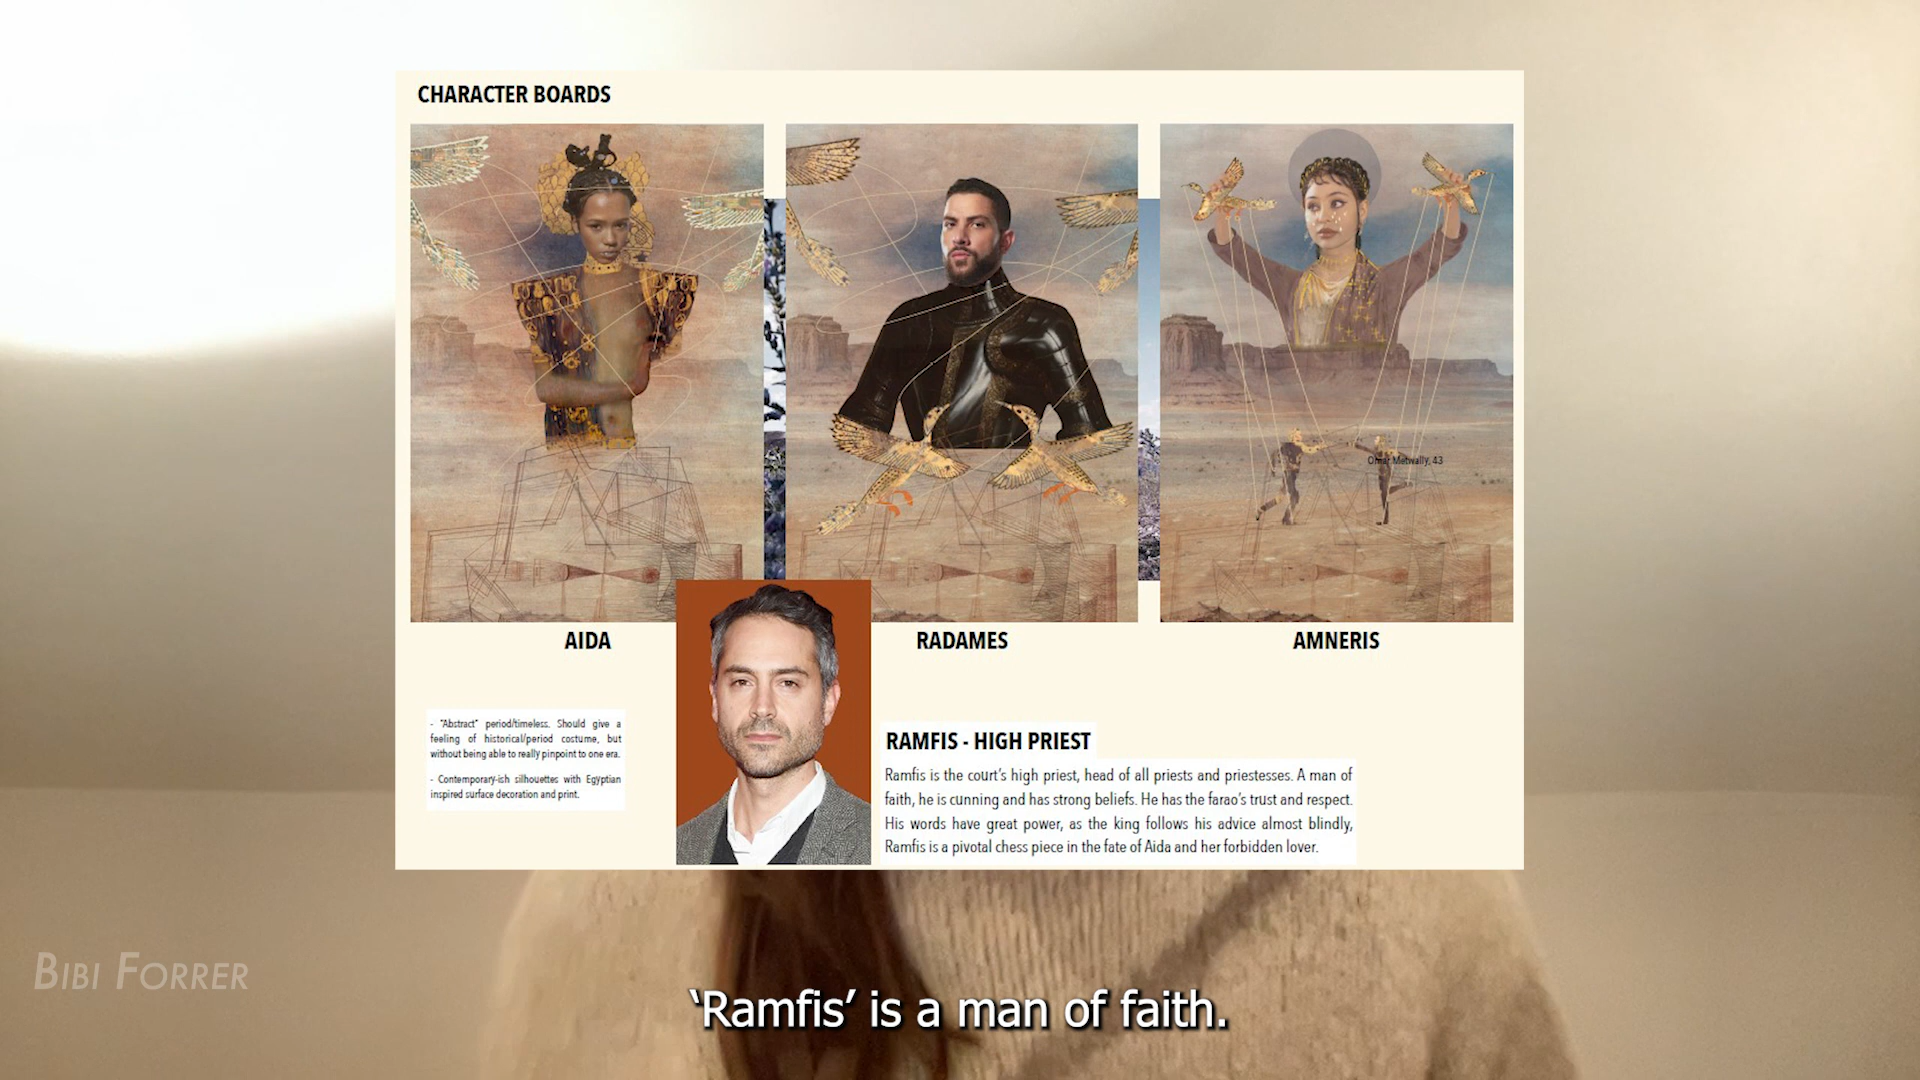 CHARACTER BOARDS
Omar Metwally, 43
AIDA
RADAMES
AMNERIS
- "Abstract" period/timeless. Should give a
feeling of historical/period costume, but
without being able to really pinpoint to one era.
- Contemporary-ish silhouettes with Egyptian
inspired surface decoration and print.
RAMFIS - HIGH PRIEST
Ramfis is the court's high priest, head of all priests and priestesses. A man of
faith, he is cunning and has strong beliefs. He has the farao's trust and respect.
His words have great power, as the king follows his advice almost blindly,
Ramfis is a pivotal chess piece in the fate of Aida and her forbidden lover.
BIBI FORRER
'Ramfis' is a man of faith.